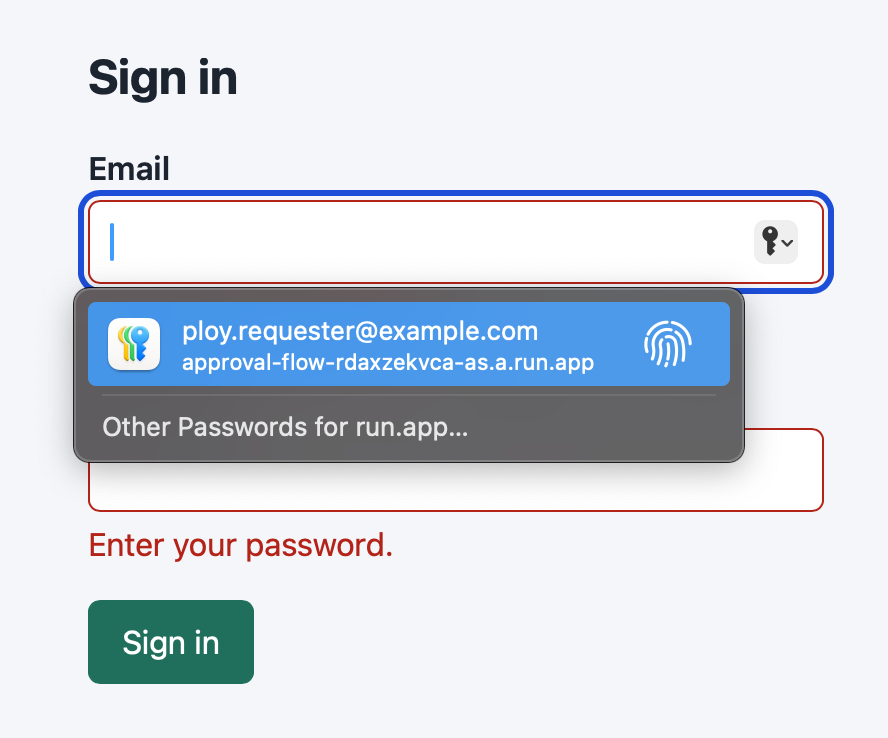 Sign in
Email
ploy.requester@example.com
approval-flow-rdaxzekvca-as.a.run.app
Other Passwords for run.app...
Enter your password.
Sign in